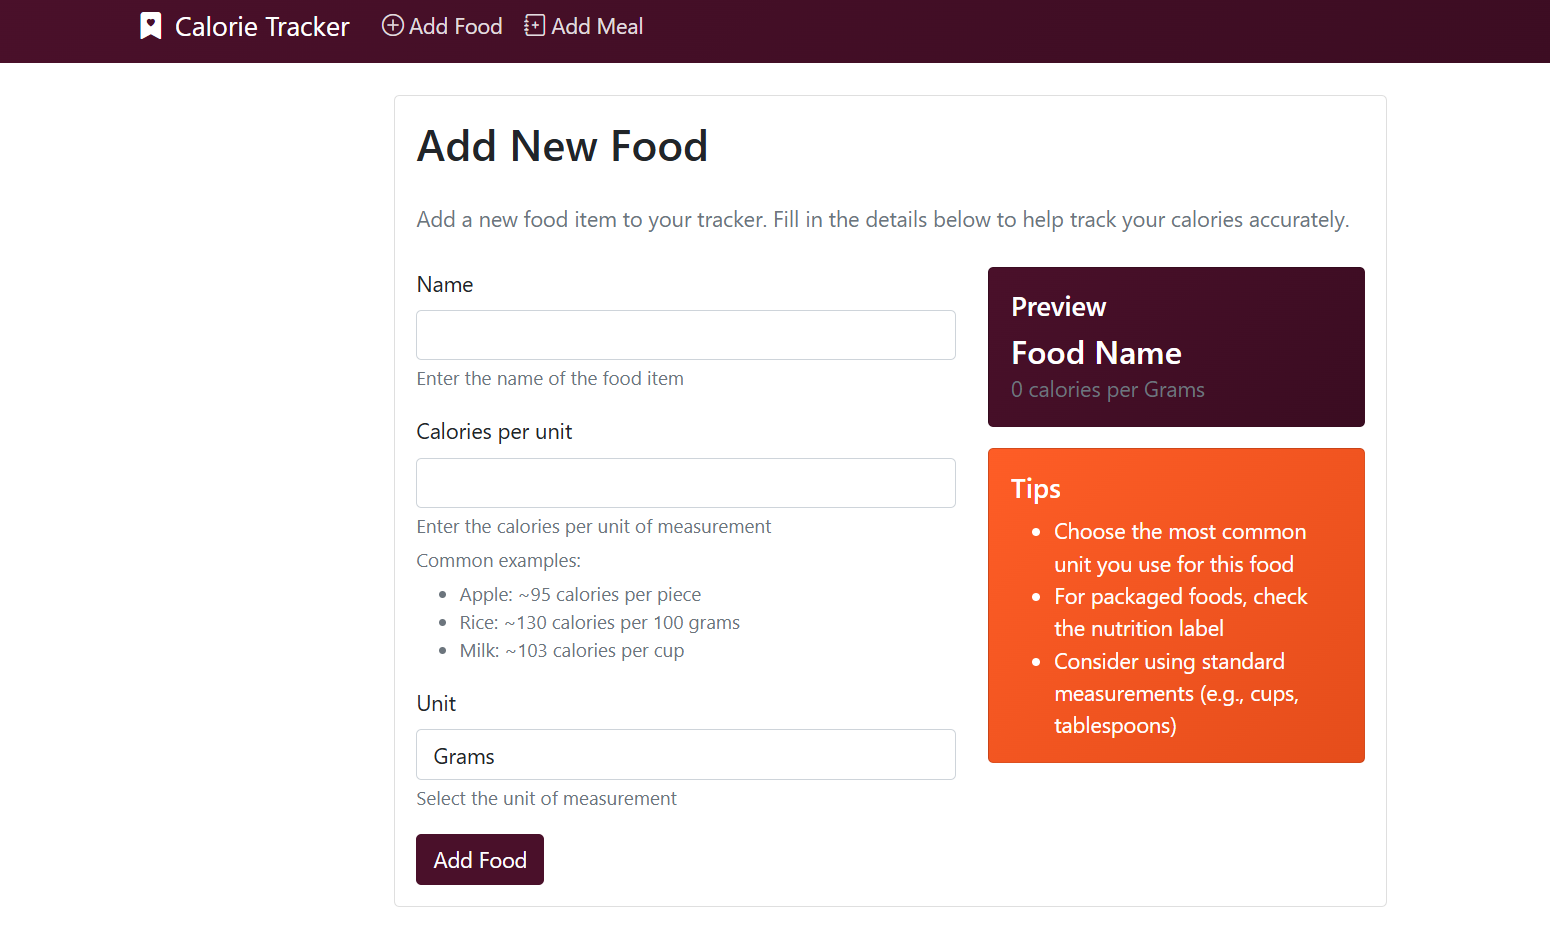 Calorie Tracker Add Food Add Meal
Add New Food
Add a new food item to your tracker. Fill in the details below to help track your calories accurately.
Name
Enter the name of the food item
Calories per unit
Enter the calories per unit of measurement
Common examples:
Apple: ~95 calories per piece
Rice: ~130 calories per 100 grams
Milk: ~103 calories per cup
Unit
Grams
Select the unit of measurement
Add Food
Preview
Food Name
0 calories per Grams
Tips
Choose the most common
unit you use for this food
For packaged foods, check
the nutrition label
Consider using standard
measurements (e.g., cups,
tablespoons)